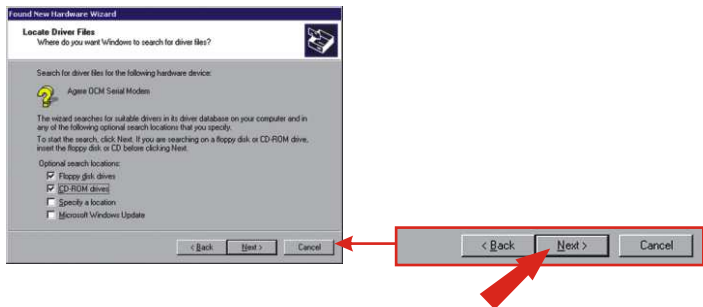 Found New Hardware Wizard
Locate Driver Files
Where do you want Windows to search for driver files?
Search for driver files for the following hardware device:
Agere OCM Serial Modem
The wizard searches for suitable drivers in its driver database on your computer and in
any of the following optional search locations that you specify.
To start the search, click Next. If you are searching on a floppy disk or CD-ROM drive,
insert the floppy disk or CD before clicking Next.
Optional search locations:
Floppy disk drives
CD-ROM drives
Specify a location
Microsoft Windows Update
< Back Next > Cancel
< Back Next > Cancel